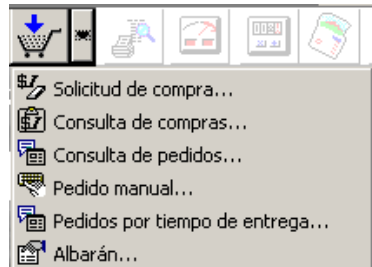 Solicitud de compra...
Consulta de compras...
Consulta de pedidos...
Pedido manual...
Pedidos por tiempo de entrega...
Albarán...